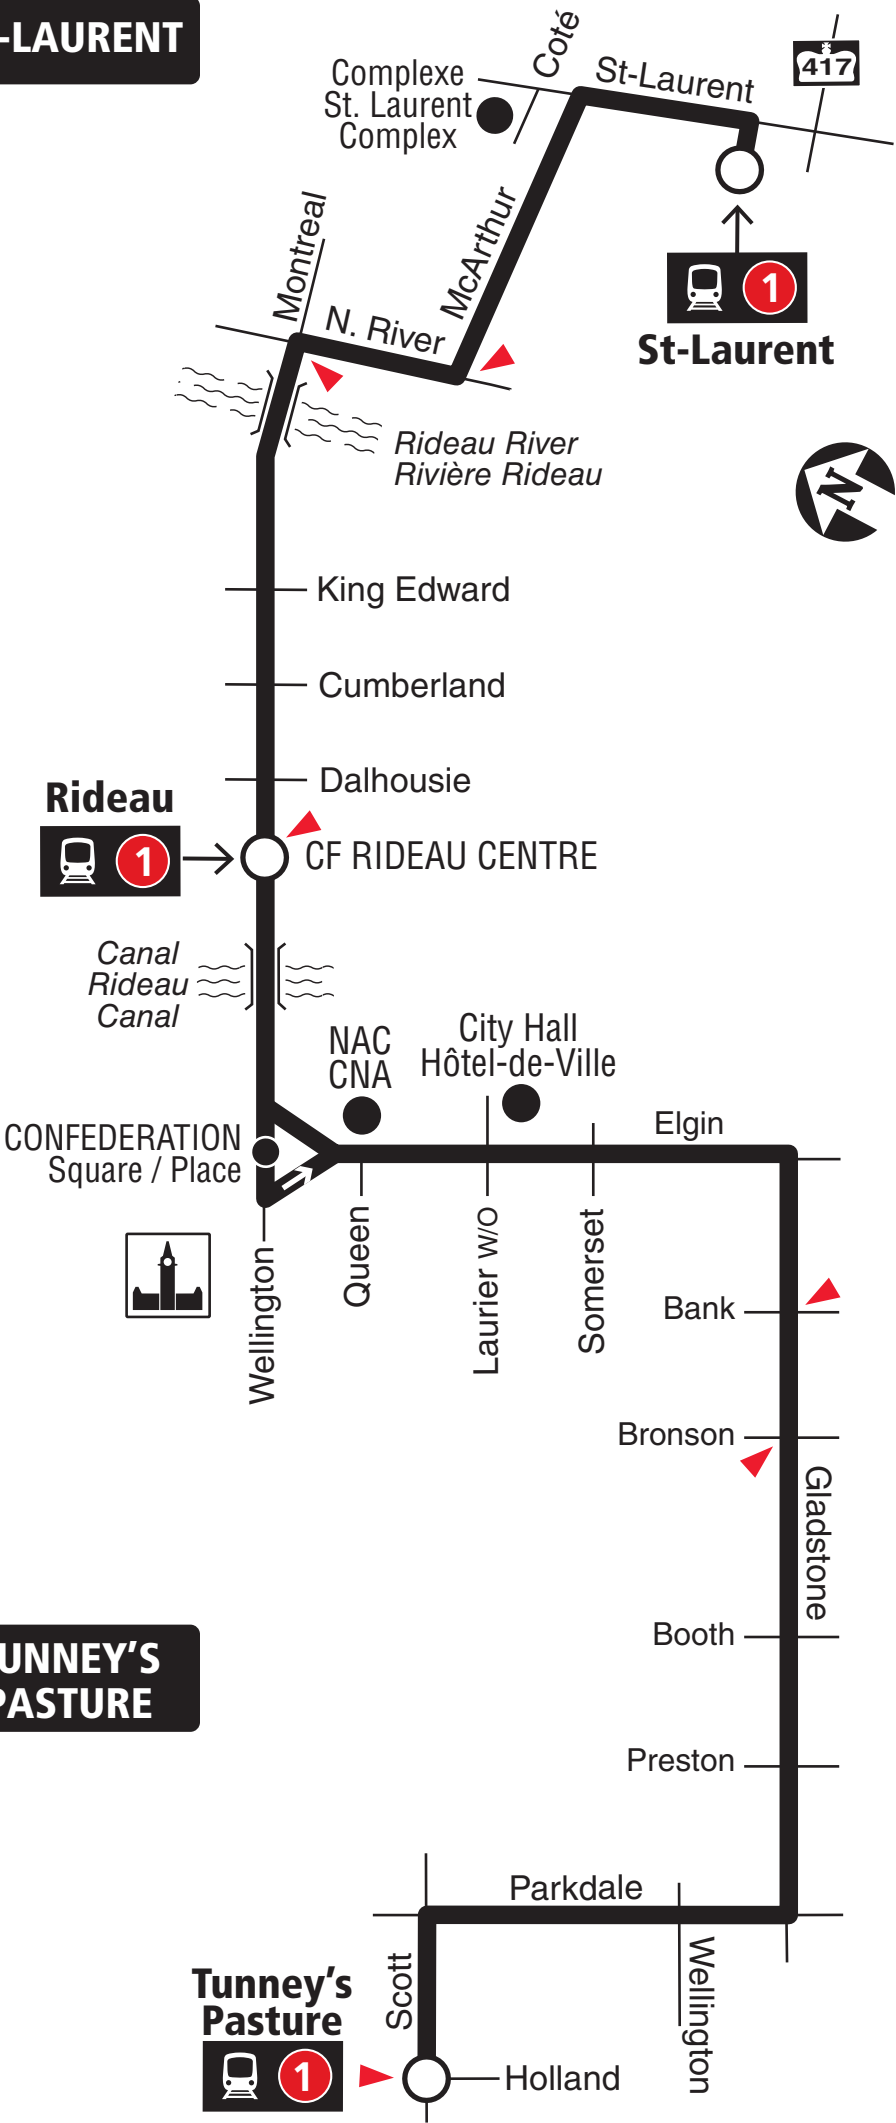 -LAURENT
Coté
St-Laurent
417
Complexe
St. Laurent
Complex
McArthur
Montreal
N. River
1
St-Laurent
Rideau River
Rivière Rideau
N
King Edward
Cumberland
Dalhousie
Rideau
1
CF RIDEAU CENTRE
Canal
Rideau
Canal
NAC
CNA
City Hall
Hôtel-de-Ville
Elgin
CONFEDERATION
Square / Place
Wellington
Queen
Laurier W/O
Somerset
Bank
Bronson
Gladstone
Booth
UNNEY'S
PASTURE
Preston
Parkdale
Scott
Wellington
Tunney's
Pasture
1
Holland